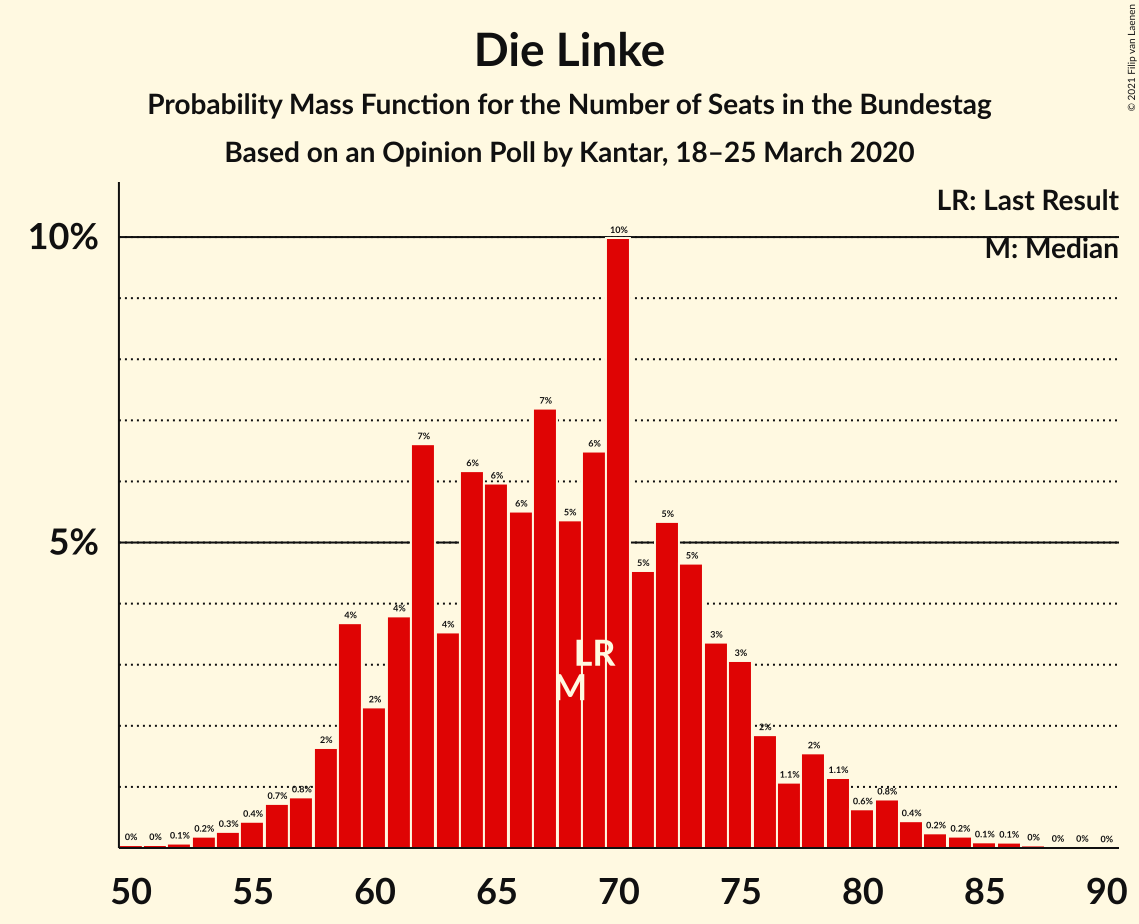 Die Linke
Probability Mass Function for the Number of Seats in the Bundestag
Based on an Opinion Poll by Kantar, 18–25 March 2020
© 2021 Filip van Laenen
LR: Last Result
M: Median
10%
5%
0% 0% 0.1% 0.2% 0.3% 0.4% 0.7% 0.8% 2% 4% 2% 4% 7% 4% 6% 6% 6% 7% 5% 6% 10% 5% 5% 5% 3% 3% 2% 1.1% 2% 1.1% 0.6% 0.8% 0.4% 0.2% 0.2% 0.1% 0.1% 0% 0% 0% 0%
LR
M
50 55 60 65 70 75 80 85 90